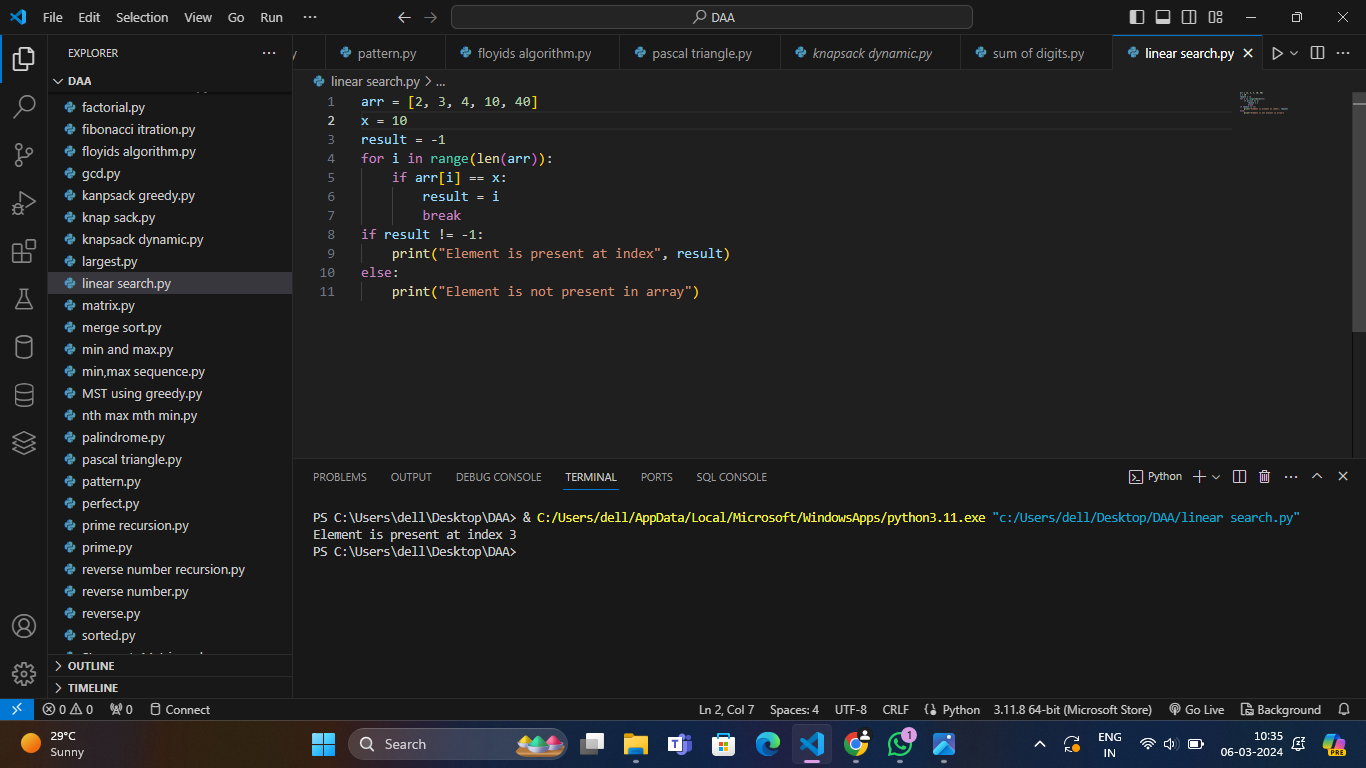 File Edit Selection View Go Run ··· DAA
EXPLORER ···
DAA
factorial.py
fibonacci itration.py
floyids algorithm.py
gcd.py
kanpsack greedy.py
knap sack.py
knapsack dynamic.py
largest.py
linear search.py
matrix.py
merge sort.py
min and max.py
min,max sequence.py
MST using greedy.py
nth max mth min.py
palindrome.py
pascal triangle.py
pattern.py
perfect.py
prime recursion.py
prime.py
reverse number recursion.py
reverse number.py
reverse.py
sorted.py
OUTLINE
TIMELINE
pattern.py floyids algorithm.py pascal triangle.py knapsack dynamic.py sum of digits.py linear search.py
linear search.py > ...
1 arr = [2, 3, 4, 10, 40]
2 x = 10
3 result = -1
4 for i in range(len(arr)):
5 if arr[i] == x:
6 result = i
7 break
8 if result != -1:
9 print("Element is present at index", result)
10 else:
11 print("Element is not present in array")
PROBLEMS OUTPUT DEBUG CONSOLE TERMINAL PORTS SQL CONSOLE Python
PS C:\Users\dell\Desktop\DAA> & C:/Users/dell/AppData/Local/Microsoft/WindowsApps/python3.11.exe "c:/Users/dell/Desktop/DAA/linear search.py"
Element is present at index 3
PS C:\Users\dell\Desktop\DAA>
0 0 0 Connect Ln 2, Col 7 Spaces: 4 UTF-8 CRLF Python 3.11.8 64-bit (Microsoft Store) Go Live Background
29°C
Sunny
Search
1
ENG
IN
10:35
06-03-2024
PRE